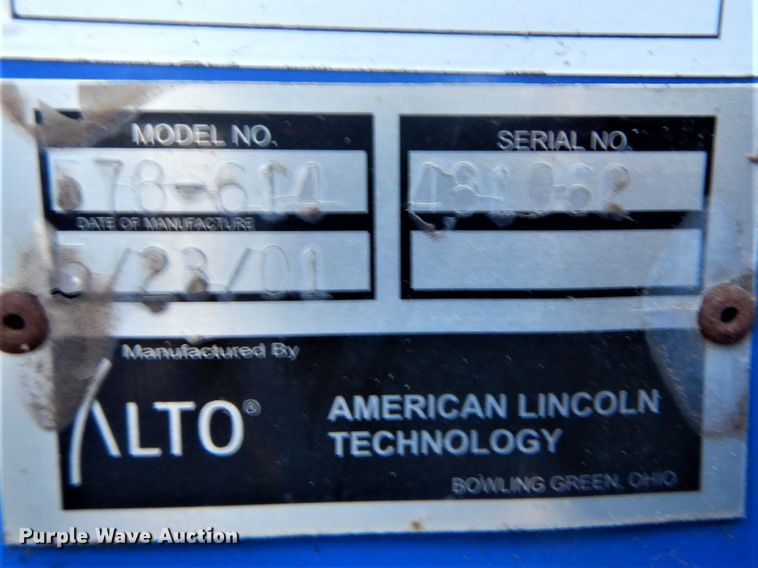 MODEL NO.
578-614
DATE OF MANUFACTURE
5/23/01
SERIAL NO.
Manufactured By
ALTO®
AMERICAN LINCOLN
TECHNOLOGY
BOWLING GREEN, OHIO
Purple Wave Auction